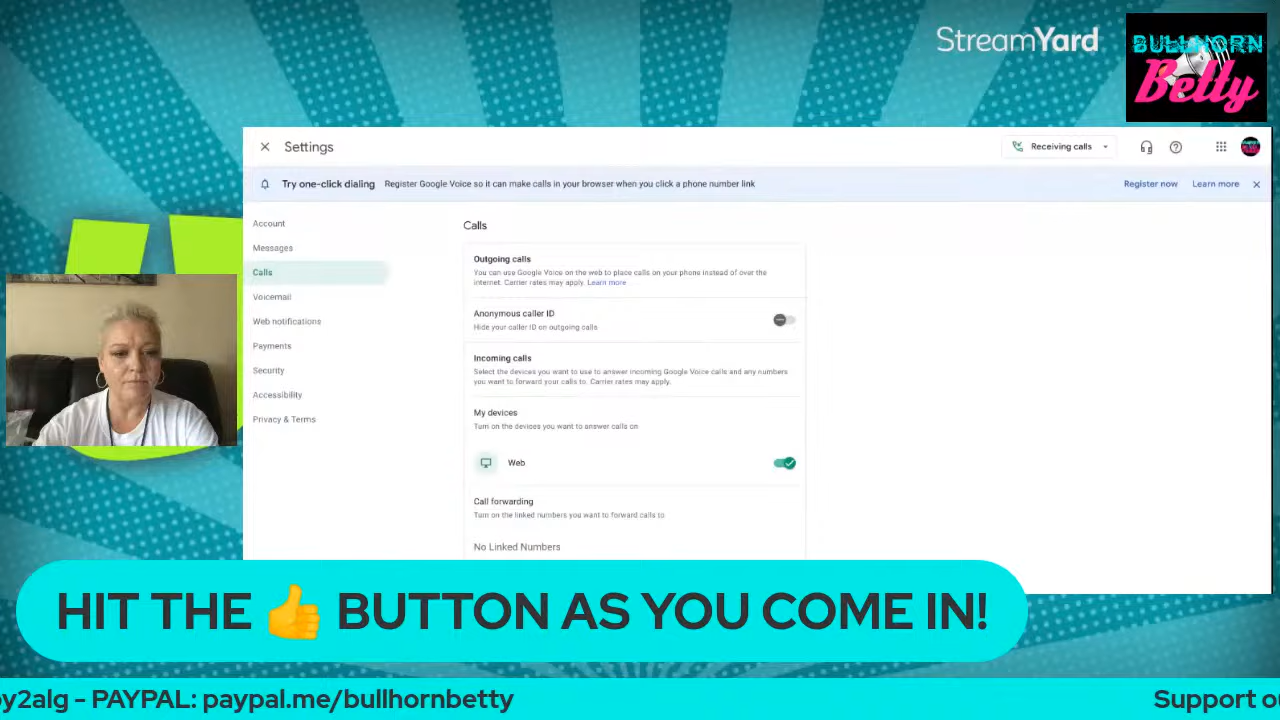 StreamYard
BULLHORN
Betty
Settings
Receiving calls
Try one-click dialing Register Google Voice so it can make calls in your browser when you click a phone number link Register now Learn more
Account
Messages
Calls
Voicemail
Web notifications
Payments
Security
Accessibility
Privacy & Terms
Calls
Outgoing calls
You can use Google Voice on the web to place calls on your phone instead of over the
internet. Carrier rates may apply. Learn more
Anonymous caller ID
Hide your caller ID on outgoing calls
Incoming calls
Select the devices you want to use to answer incoming Google Voice calls and any numbers
you want to forward your calls to. Carrier rates may apply.
My devices
Turn on the devices you want to answer calls on
Web
Call forwarding
Turn on the linked numbers you want to forward calls to
No Linked Numbers
HIT THE 👍 BUTTON AS YOU COME IN!
y2alg - PAYPAL: paypal.me/bullhornbetty Support o